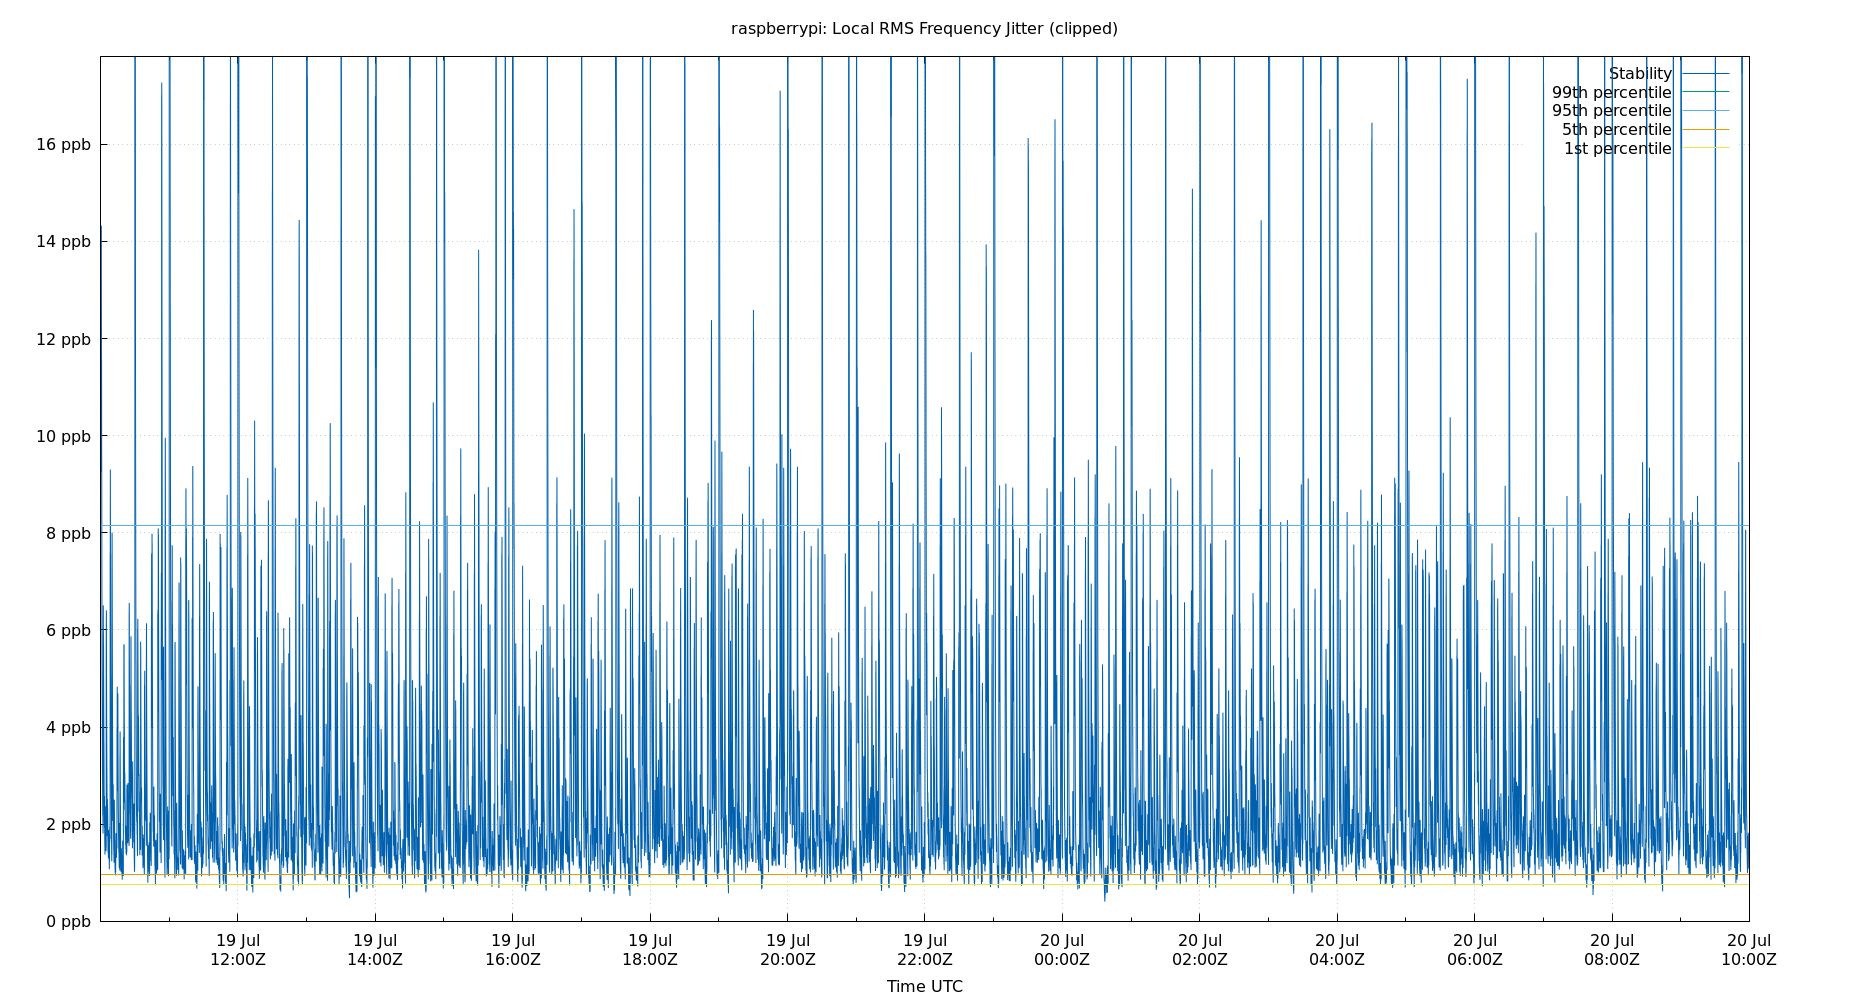 raspberrypi: Local RMS Frequency Jitter (clipped)
Stability
99th percentile
95th percentile
5th percentile
1st percentile
16 ppb
14 ppb
12 ppb
10 ppb
8 ppb
6 ppb
4 ppb
2 ppb
0 ppb
19 Jul 19 Jul 19 Jul 19 Jul 19 Jul 19 Jul 20 Jul 20 Jul 20 Jul 20 Jul 20 Jul 20 Jul
12:00Z 14:00Z 16:00Z 18:00Z 20:00Z 22:00Z 00:00Z 02:00Z 04:00Z 06:00Z 08:00Z 10:00Z
Time UTC